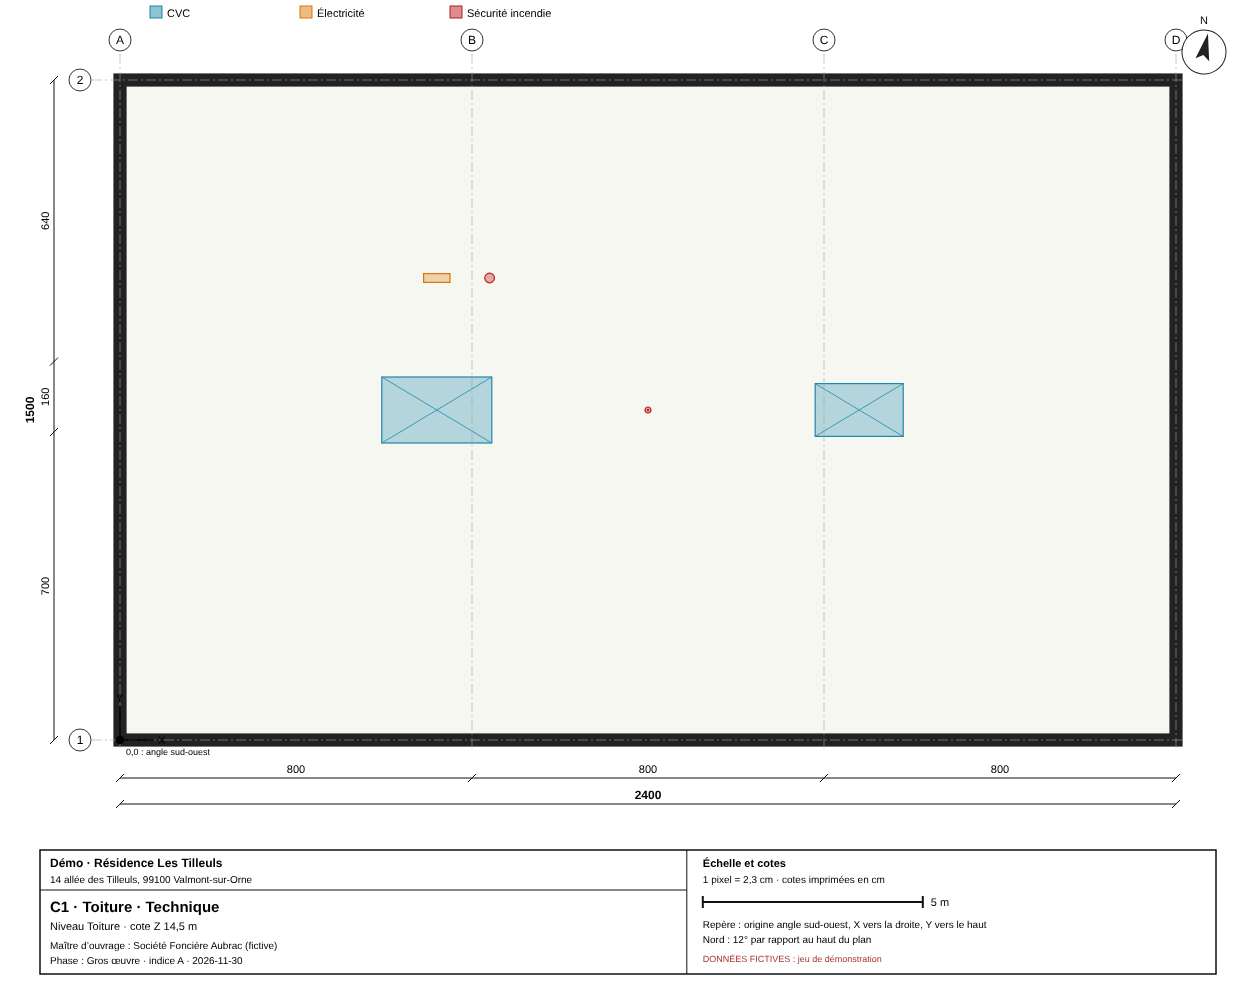 CVC
Électricité
Sécurité incendie
N
A
B
C
D
2
640
160
1500
700
1
0,0 : angle sud-ouest
800
800
800
2400
Démo · Résidence Les Tilleuls
14 allée des Tilleuls, 99100 Valmont-sur-Orne
C1 · Toiture · Technique
Niveau Toiture · cote Z 14,5 m
Maître d'ouvrage : Société Foncière Aubrac (fictive)
Phase : Gros œuvre · indice A · 2026-11-30
Échelle et cotes
1 pixel = 2,3 cm · cotes imprimées en cm
5 m
Repère : origine angle sud-ouest, X vers la droite, Y vers le haut
Nord : 12° par rapport au haut du plan
DONNÉES FICTIVES : jeu de démonstration